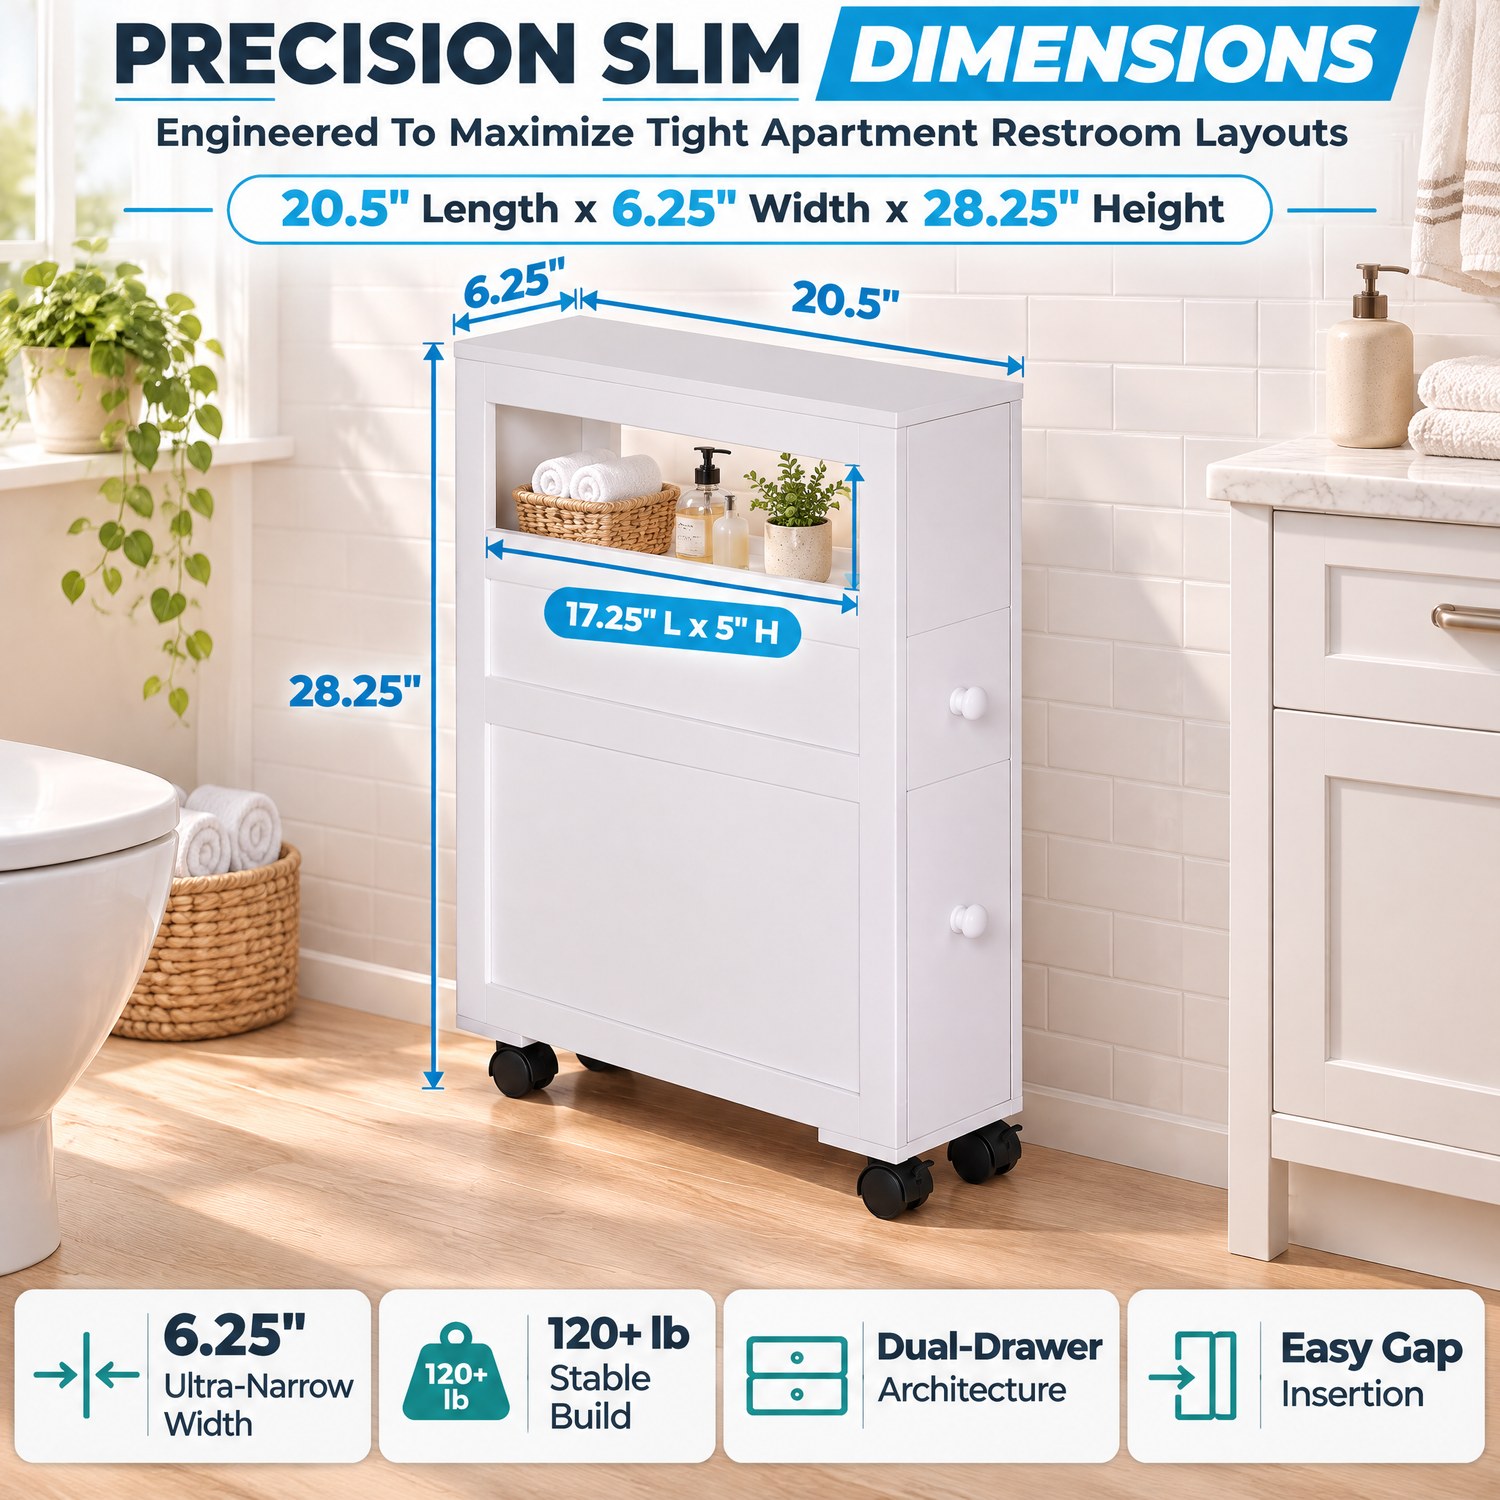 PRECISION SLIM DIMENSIONS
Engineered To Maximize Tight Apartment Restroom Layouts
20.5" Length x 6.25" Width x 28.25" Height
6.25"
20.5"
17.25" L x 5" H
28.25"
6.25"
Ultra-Narrow
Width
120+
lb
120+ lb
Stable
Build
Dual-Drawer
Architecture
Easy Gap
Insertion